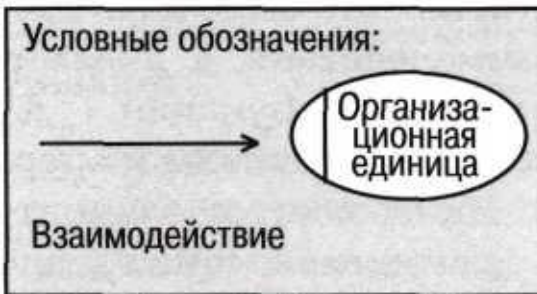 Условные обозначения:
Организа-
ционная
единица
Взаимодействие